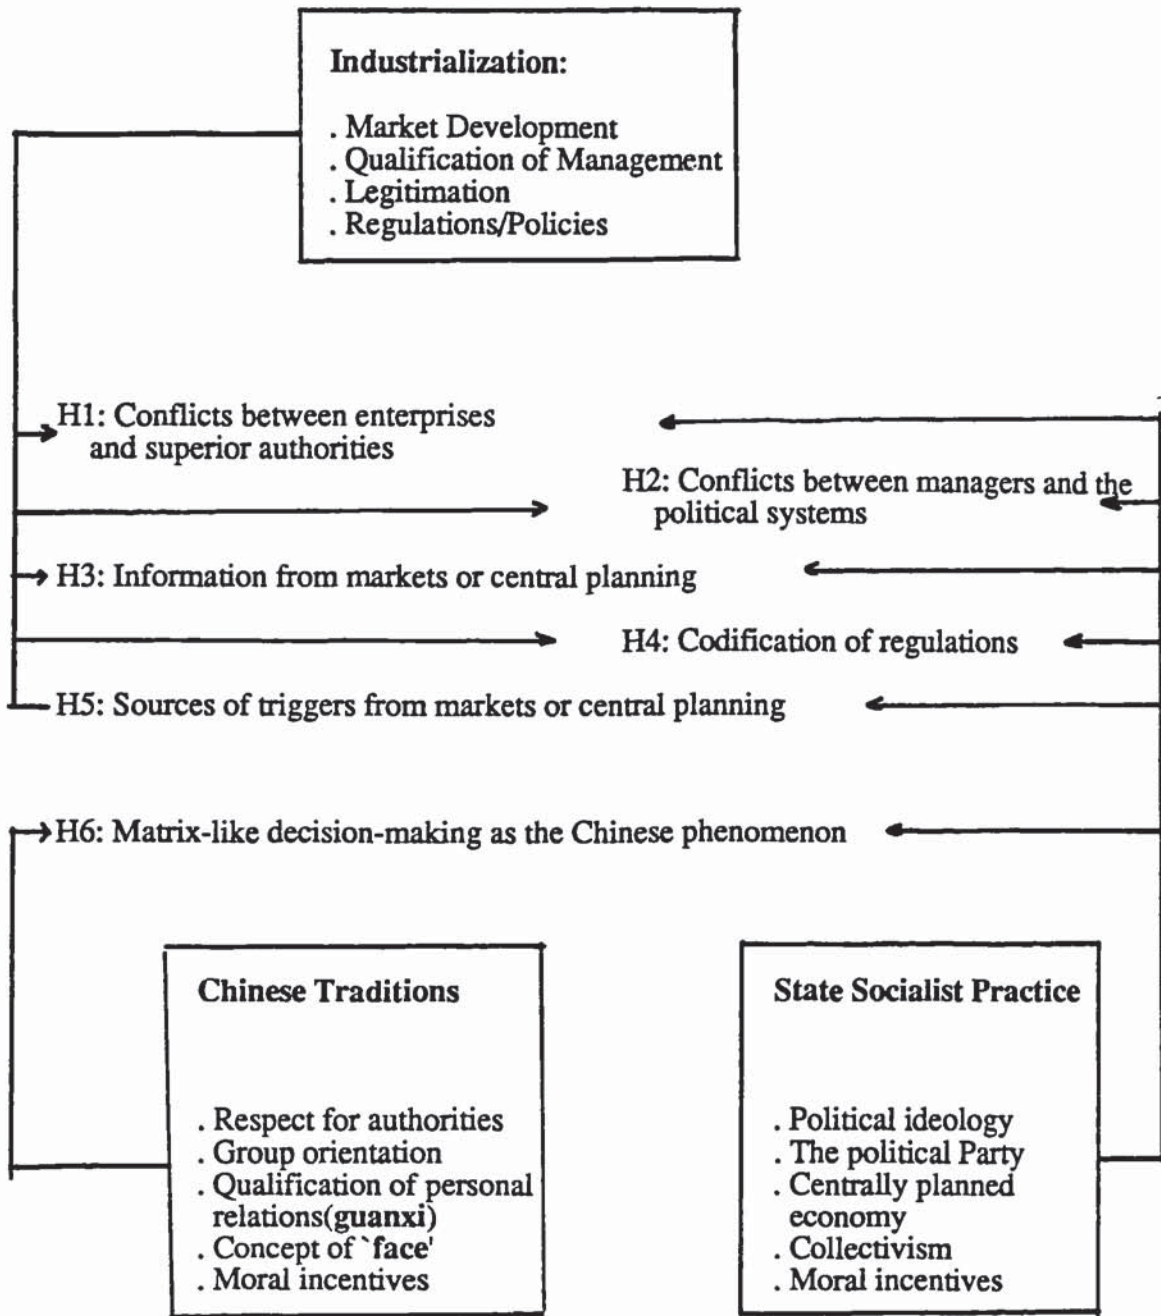 Industrialization:
. Market Development
. Qualification of Management
. Legitimation
. Regulations/Policies
H1: Conflicts between enterprises
and superior authorities
H2: Conflicts between managers and the
political systems
H3: Information from markets or central planning
H4: Codification of regulations
H5: Sources of triggers from markets or central planning
H6: Matrix-like decision-making as the Chinese phenomenon
Chinese Traditions
. Respect for authorities
. Group orientation
. Qualification of personal
relations(guanxi)
. Concept of `face'
. Moral incentives
State Socialist Practice
. Political ideology
. The political Party
. Centrally planned
economy
. Collectivism
. Moral incentives